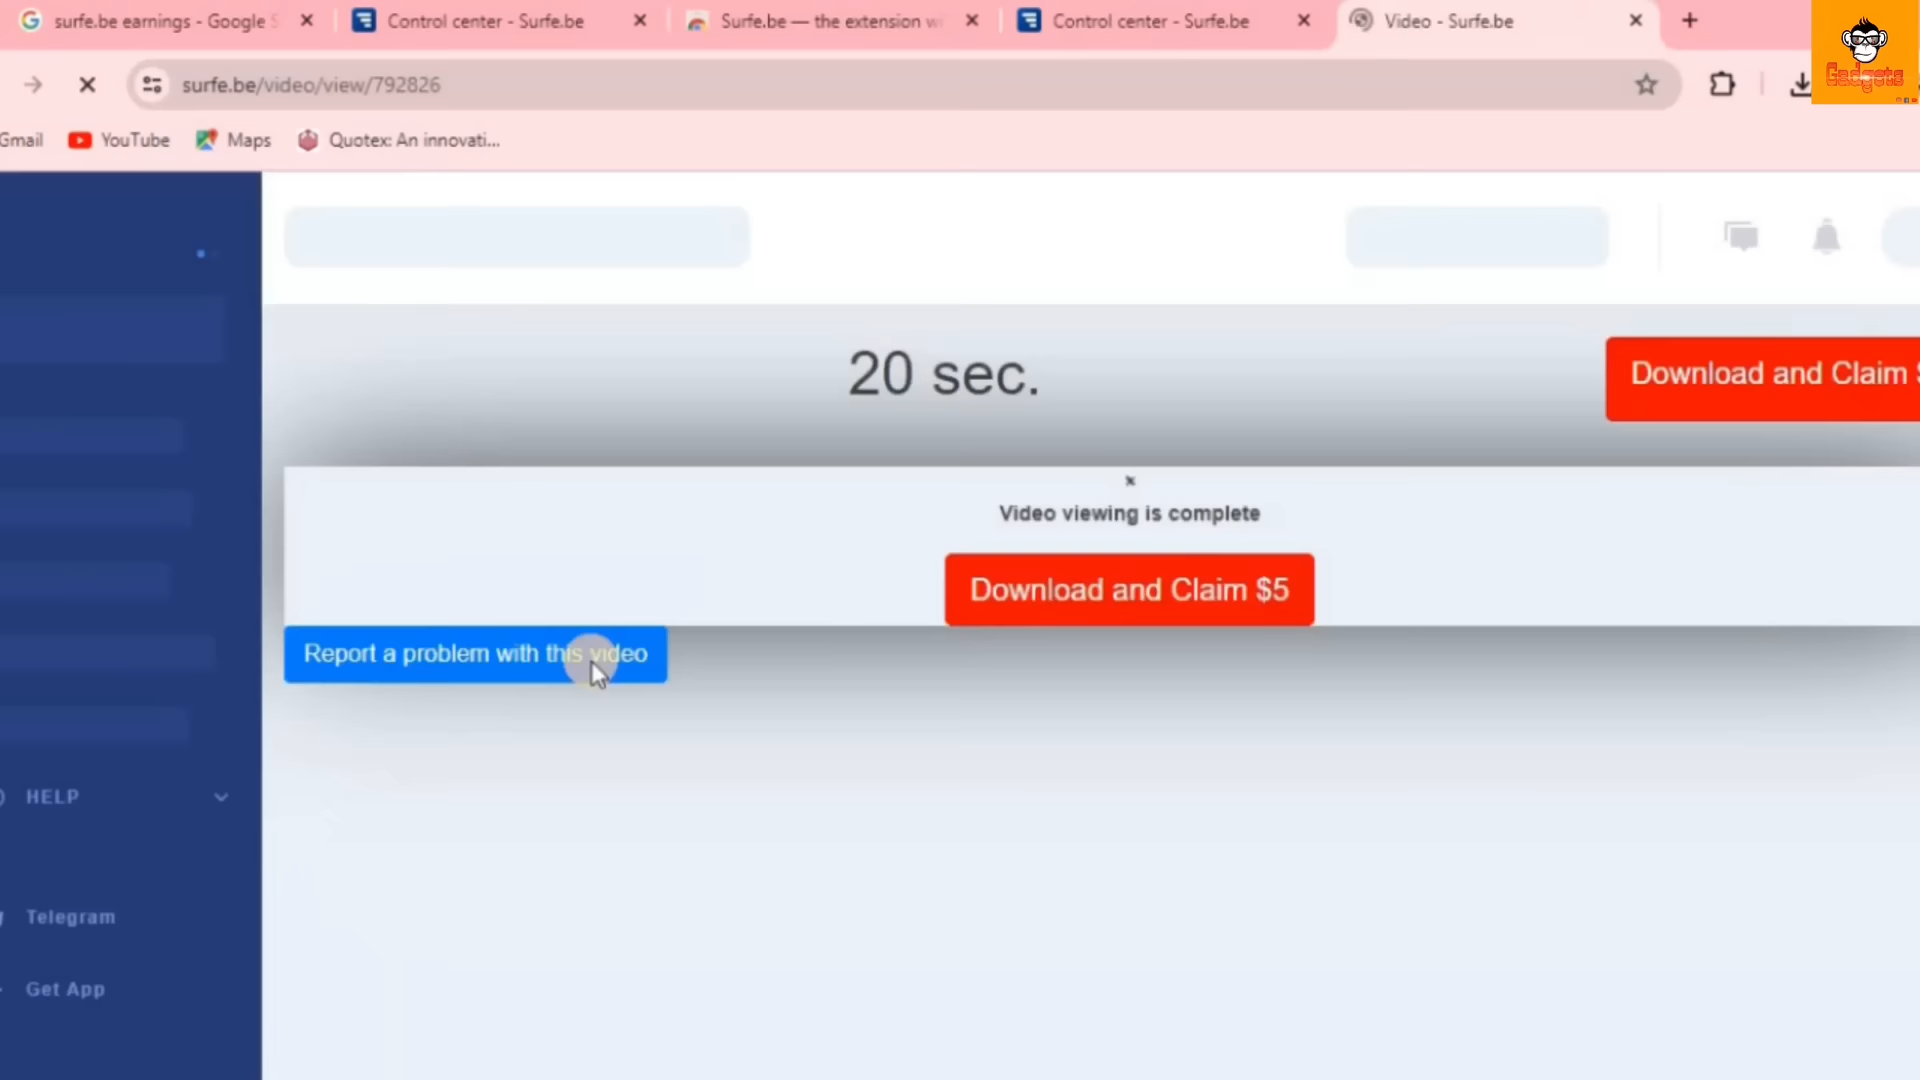 surfe.be earnings - Google S
Control center - Surfe.be
Surfe.be — the extension wi
Control center - Surfe.be
Video - Surfe.be
surfe.be/video/view/792826
Gmail
YouTube
Maps
Quotex: An innovati...
Gadgets
20 sec.
Download and Claim $
Video viewing is complete
Download and Claim $5
Report a problem with this video
HELP
Telegram
Get App